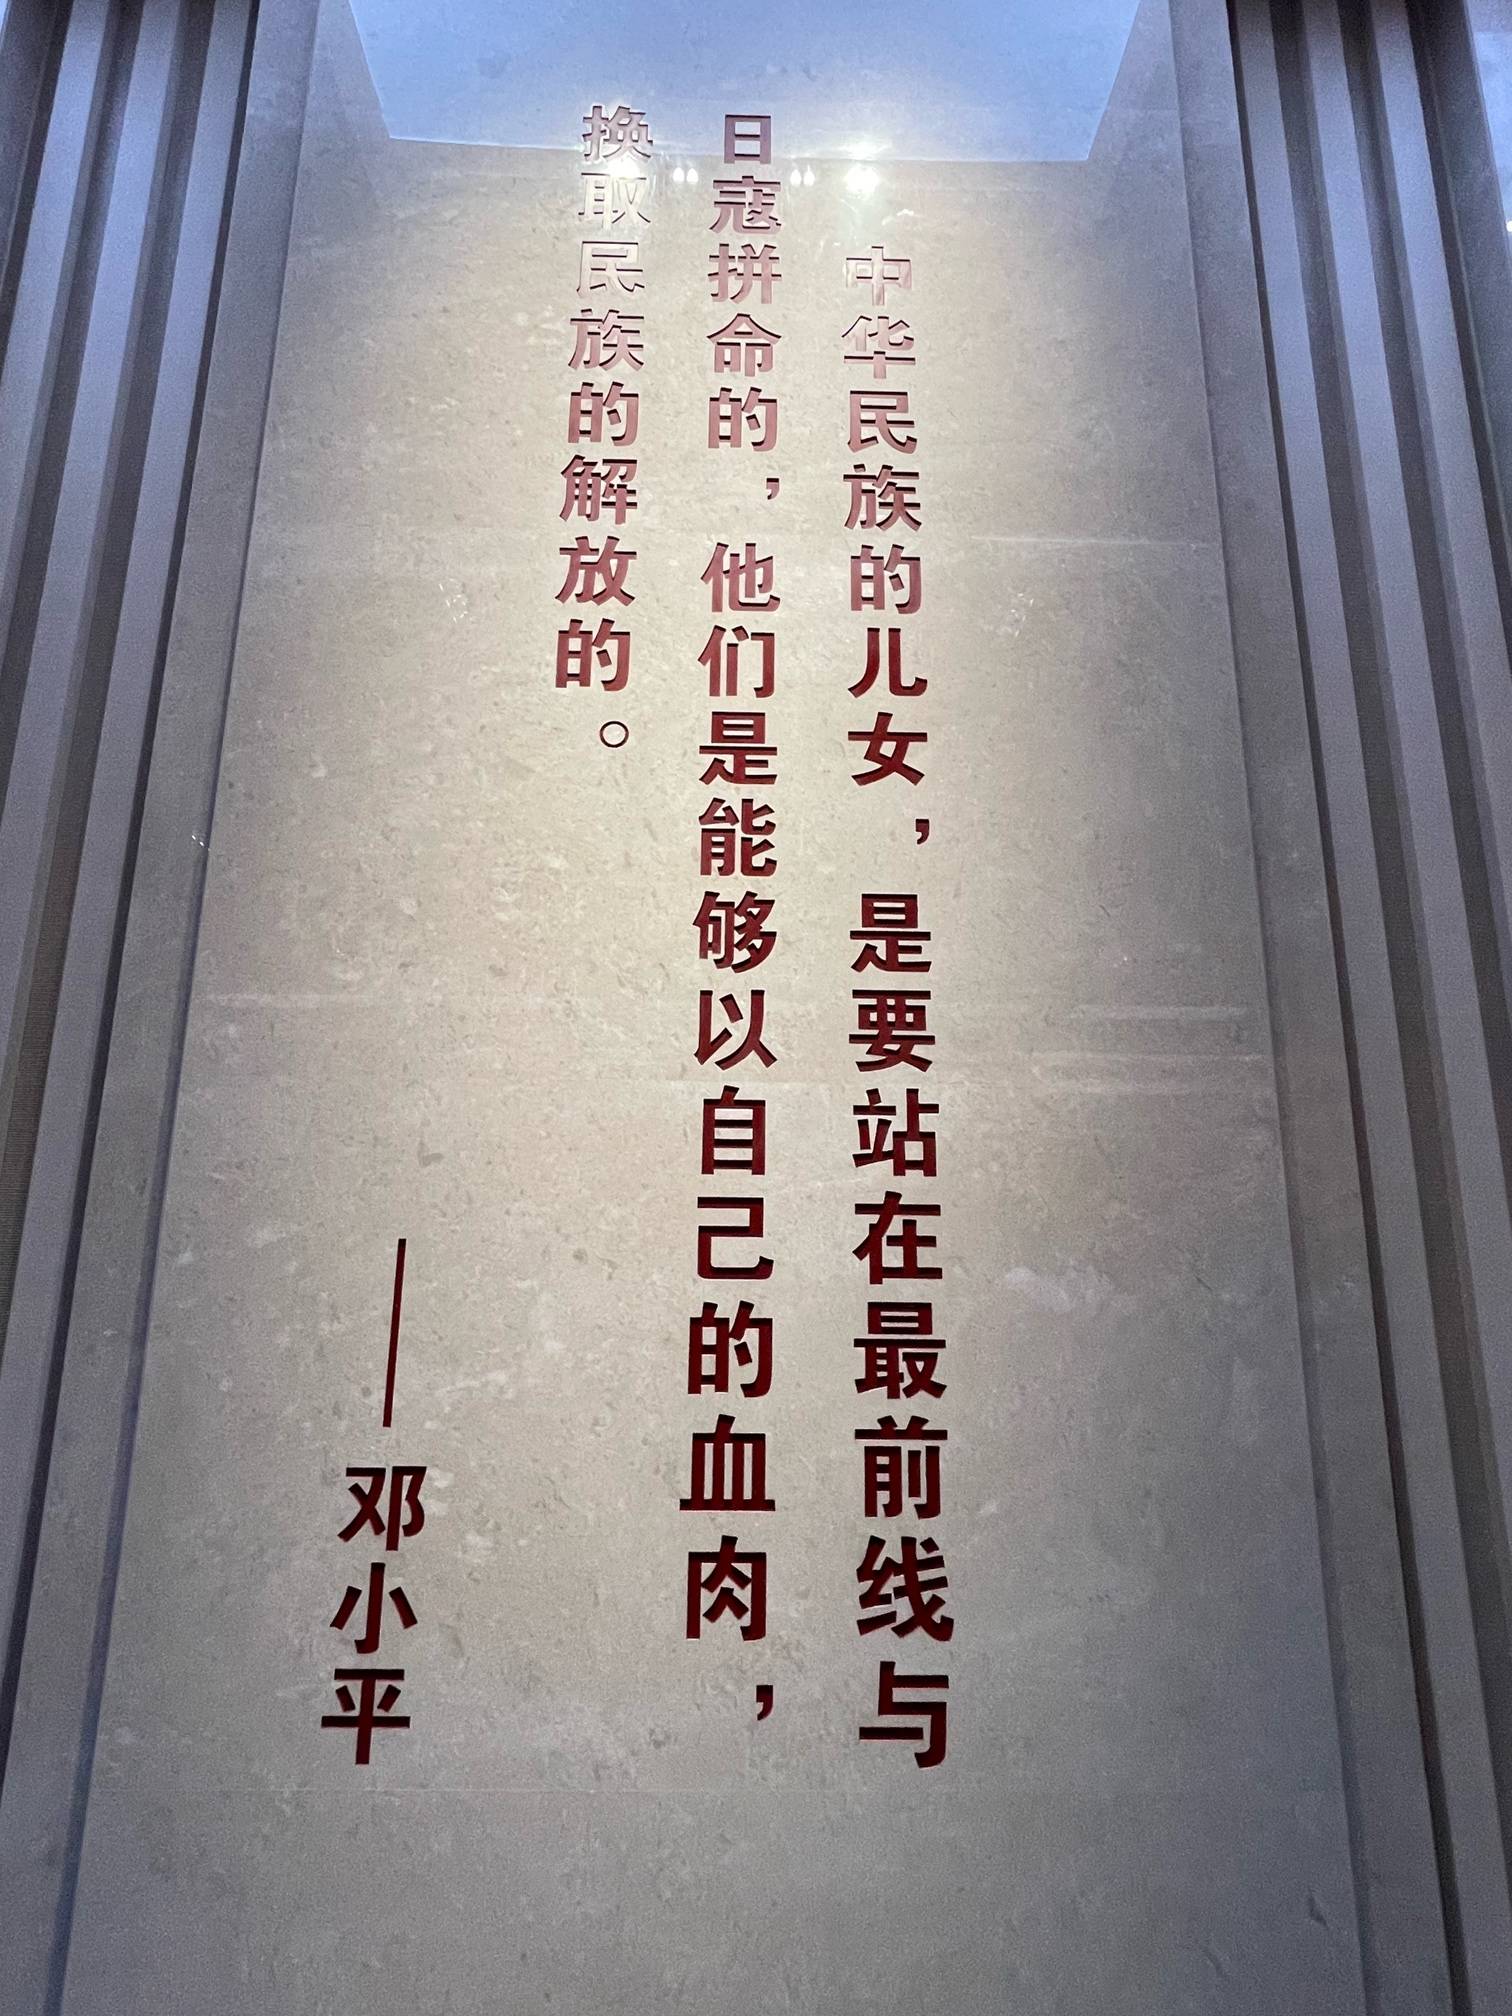 中华民族的儿女，是要站在最前线与
日寇拼命的，他们是能够以自己的血肉，
换取民族的解放的。
——邓小平